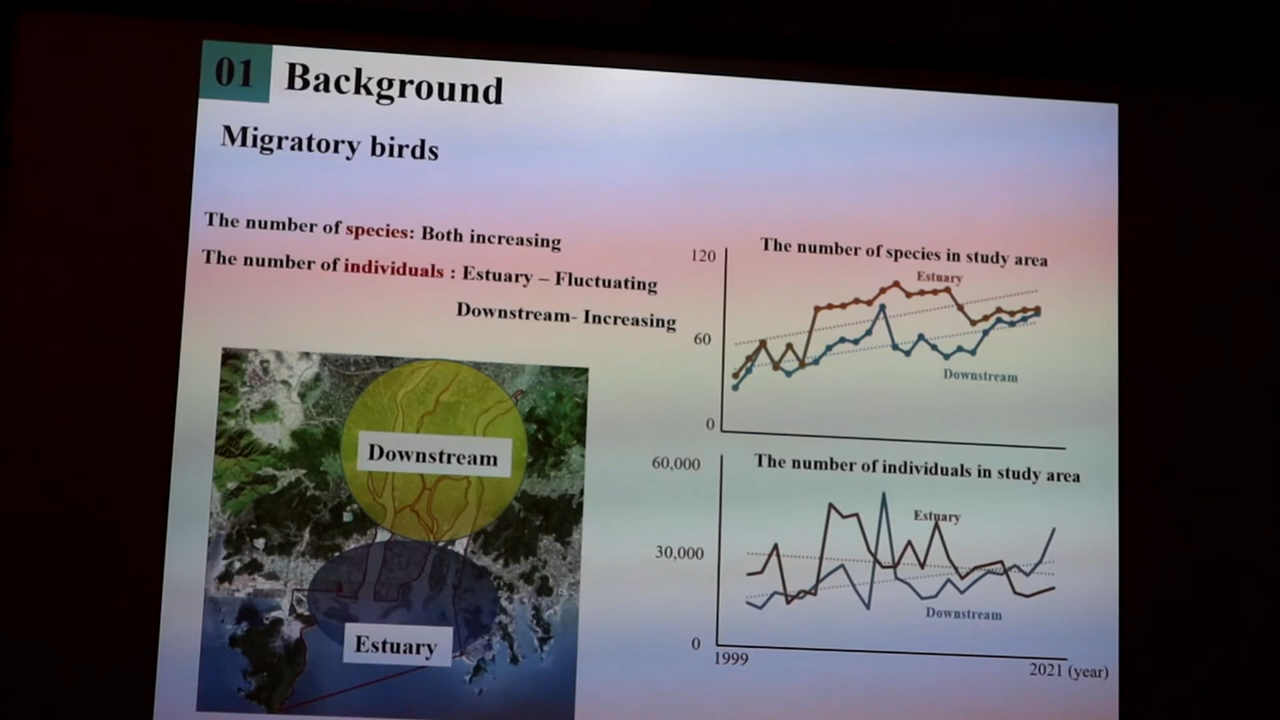 01 Background
Migratory birds
The number of species: Both increasing
The number of individuals : Estuary – Fluctuating
Downstream- Increasing
Downstream
Estuary
The number of species in study area
120
60
0
Estuary
Downstream
The number of individuals in study area
60,000
30,000
0
Estuary
Downstream
1999
2021 (year)